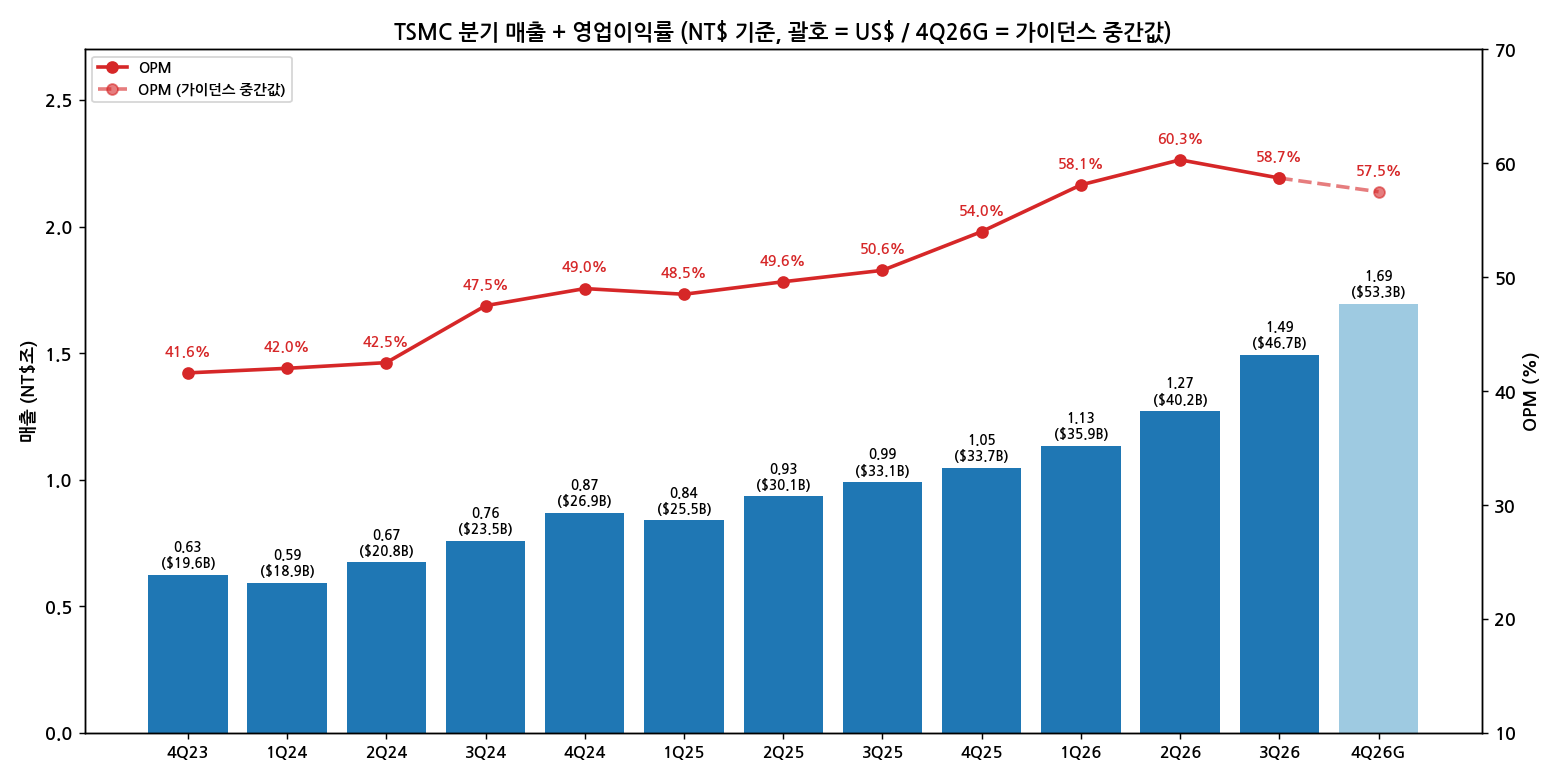 TSMC 분기 매출 + 영업이익률 (NT$ 기준, 괄호 = US$ / 4Q26G = 가이던스 중간값)
OPM
OPM (가이던스 중간값)
매출 (NT$조)
2.5
2.0
1.5
1.0
0.5
0.0
OPM (%)
70
60
50
40
30
20
10
41.6%
42.0%
42.5%
47.5%
49.0%
48.5%
49.6%
50.6%
54.0%
58.1%
60.3%
58.7%
57.5%
0.63
($19.6B)
0.59
($18.9B)
0.67
($20.8B)
0.76
($23.5B)
0.87
($26.9B)
0.84
($25.5B)
0.93
($30.1B)
0.99
($33.1B)
1.05
($33.7B)
1.13
($35.9B)
1.27
($40.2B)
1.49
($46.7B)
1.69
($53.3B)
4Q23
1Q24
2Q24
3Q24
4Q24
1Q25
2Q25
3Q25
4Q25
1Q26
2Q26
3Q26
4Q26G